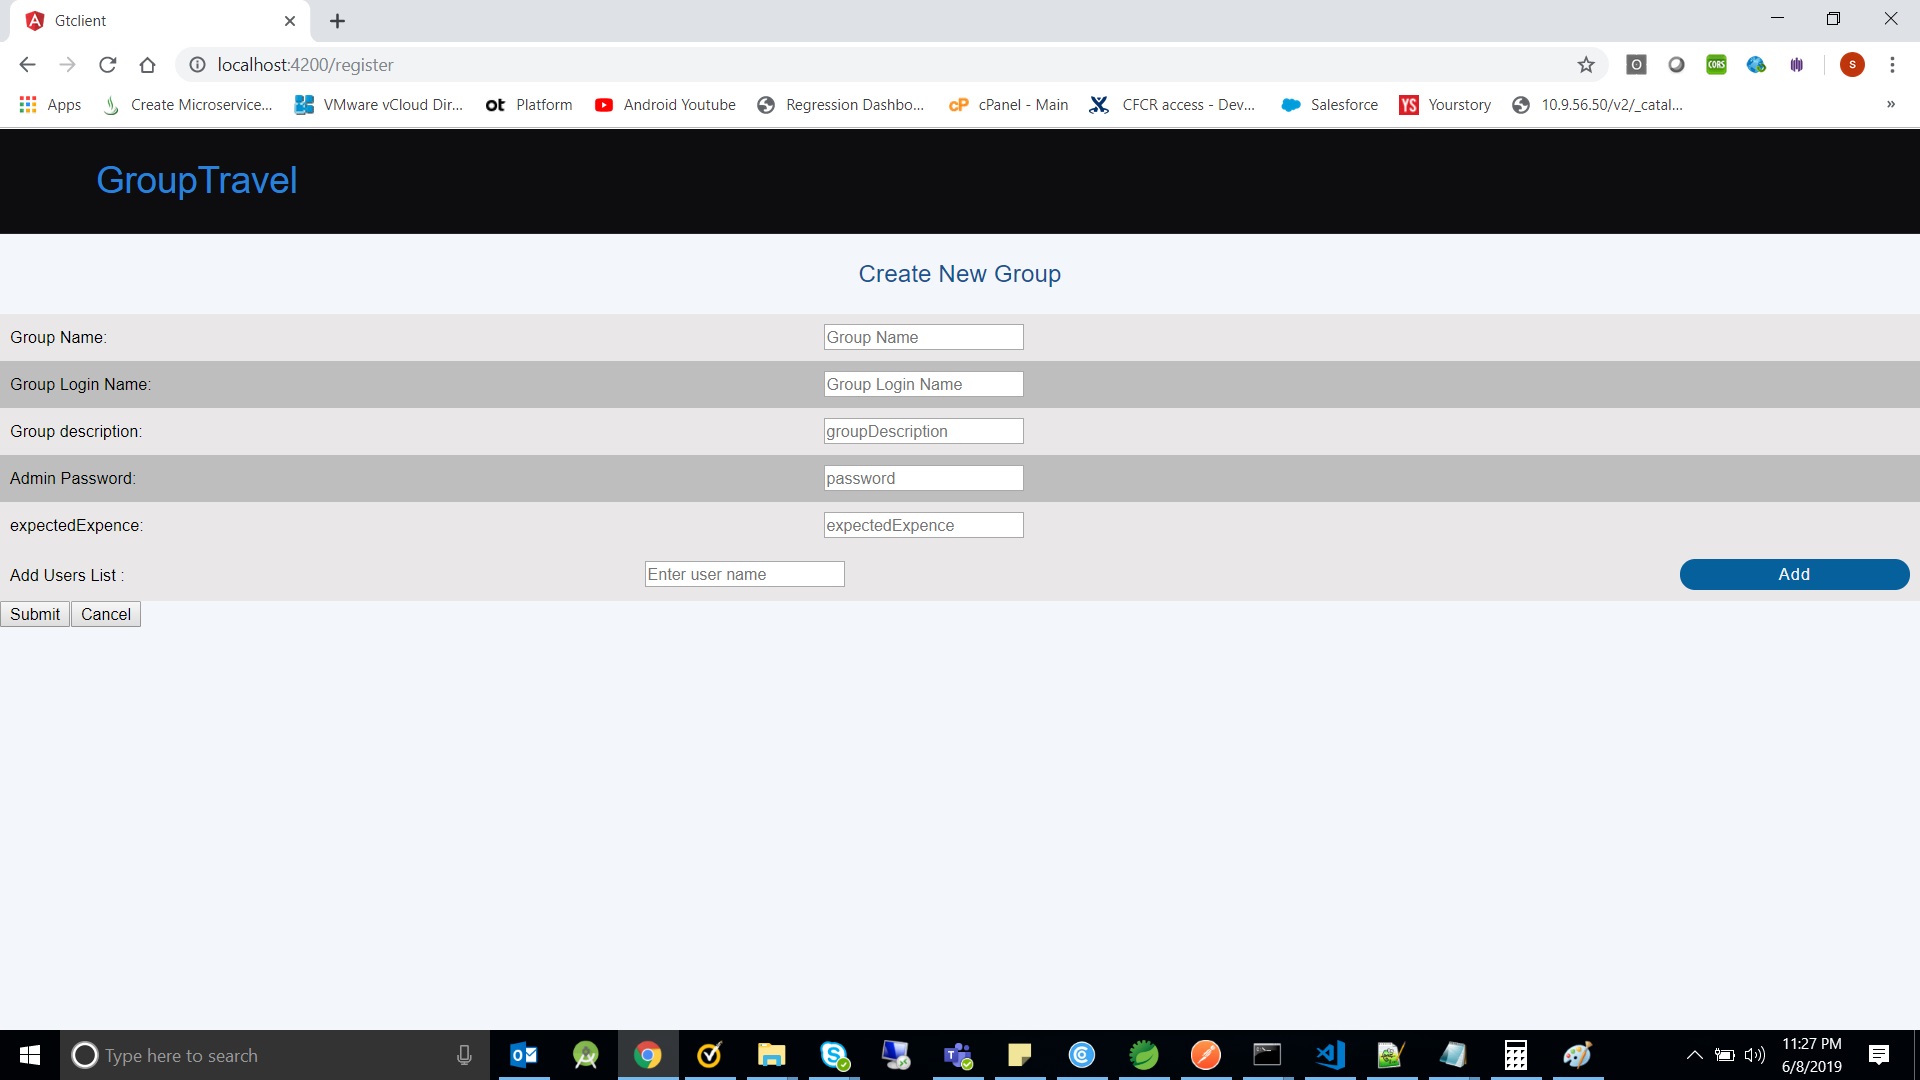 Gtclient
localhost:4200/register
Apps Create Microservice... VMware vCloud Dir... ot Platform Android Youtube Regression Dashbo... cP cPanel - Main CFCR access - Dev... Salesforce YS Yourstory 10.9.56.50/v2/_catal... »
GroupTravel
Create New Group
Group Name: Group Name
Group Login Name: Group Login Name
Group description: groupDescription
Admin Password: password
expectedExpence: expectedExpence
Add Users List : Enter user name Add
Submit Cancel
Type here to search
11:27 PM
6/8/2019